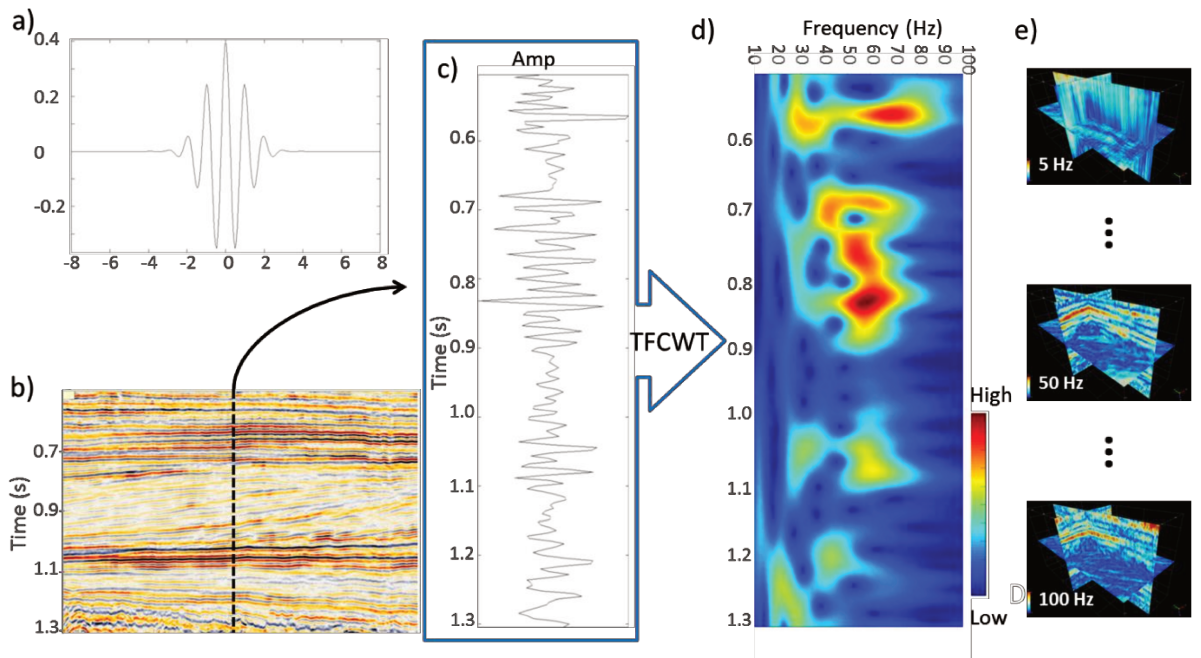 a)
0.4
0.2
0
-0.2
-8 -6 -4 -2 0 2 4 6 8
b)
Time (s)
0.7
0.9
1.1
1.3
c)
Amp
Time (s)
0.6
0.7
0.8
0.9
1.0
1.1
1.2
1.3
TFCWT
d)
Frequency (Hz)
10 20 30 40 50 60 70 80 90 100
0.6
0.7
0.8
0.9
1.0
1.1
1.2
1.3
High
Low
D
e)
5 Hz
50 Hz
100 Hz